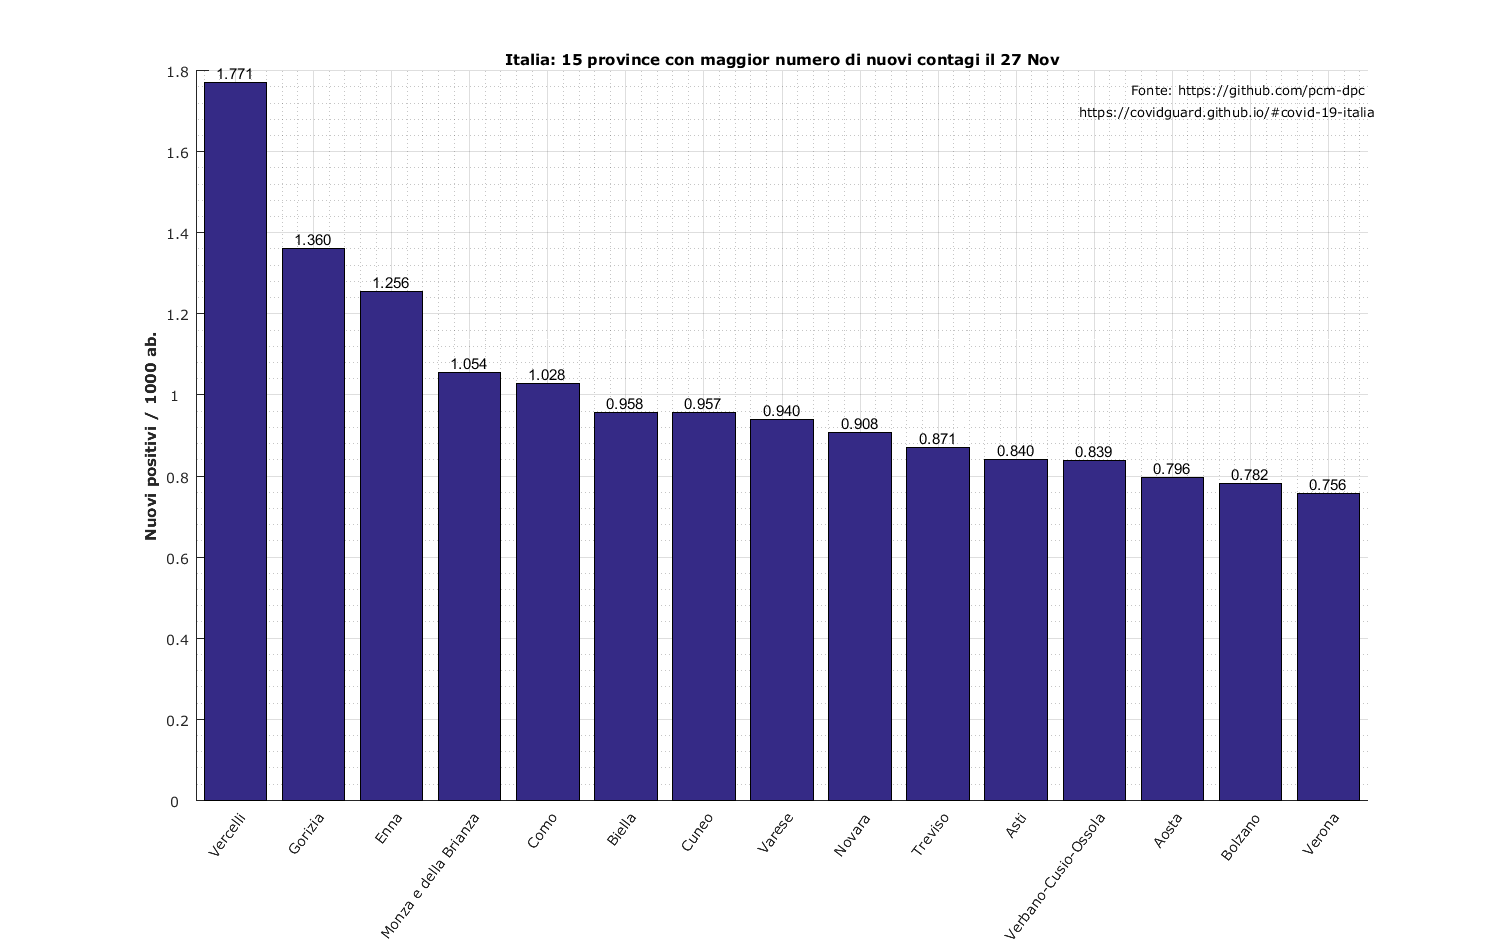 Italia: 15 province con maggior numero di nuovi contagi il 27 Nov
Fonte: https://github.com/pcm-dpc
https://covidguard.github.io/#covid-19-italia
Nuovi positivi / 1000 ab.
1.8
1.6
1.4
1.2
1
0.8
0.6
0.4
0.2
0
1.771
1.360
1.256
1.054
1.028
0.958
0.957
0.940
0.908
0.871
0.840
0.839
0.796
0.782
0.756
Vercelli
Gorizia
Enna
Monza e della Brianza
Como
Biella
Cuneo
Varese
Novara
Treviso
Asti
Verbano-Cusio-Ossola
Aosta
Bolzano
Verona